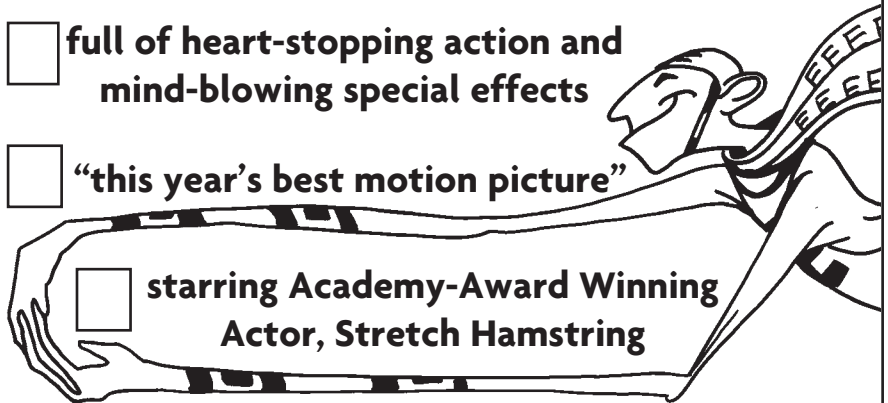 full of heart-stopping action and
mind-blowing special effects
“this year’s best motion picture”
starring Academy-Award Winning
Actor, Stretch Hamstring